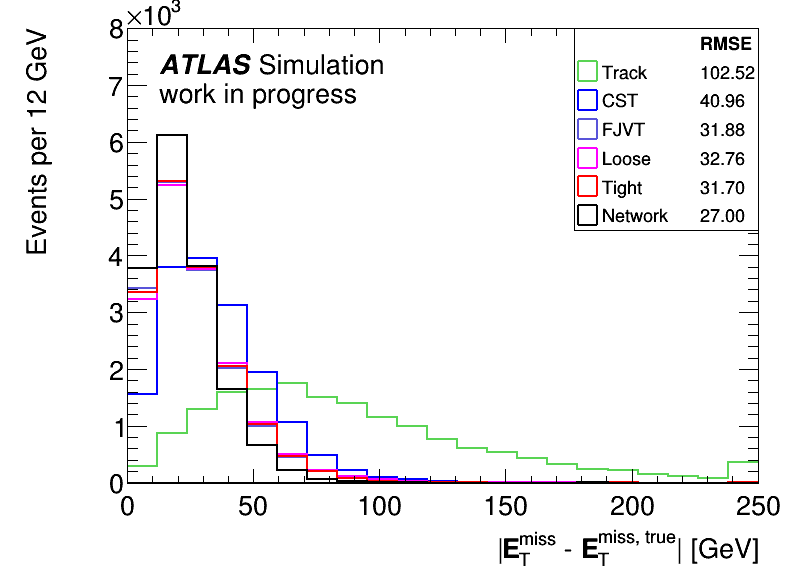 ×10³
Events per 12 GeV
8
7
6
5
4
3
2
1
0
ATLAS Simulation
work in progress
RMSE
Track 102.52
CST 40.96
FJVT 31.88
Loose 32.76
Tight 31.70
Network 27.00
0 50 100 150 200 250
|E_T^miss - E_T^miss, true| [GeV]